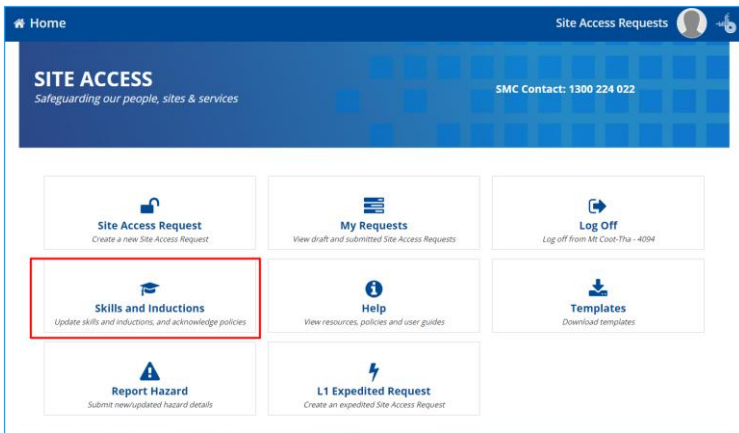 Home
Site Access Requests
SITE ACCESS
Safeguarding our people, sites & services
SMC Contact: 1300 224 022
Site Access Request
Create a new Site Access Request
My Requests
View draft and submitted Site Access Requests
Log Off
Log off from Mt Coot-Tha - 4094
Skills and Inductions
Update skills and inductions, and acknowledge policies
Help
View resources, policies and user guides
Templates
Download templates
Report Hazard
Submit new/updated hazard details
L1 Expedited Request
Create an expedited Site Access Request